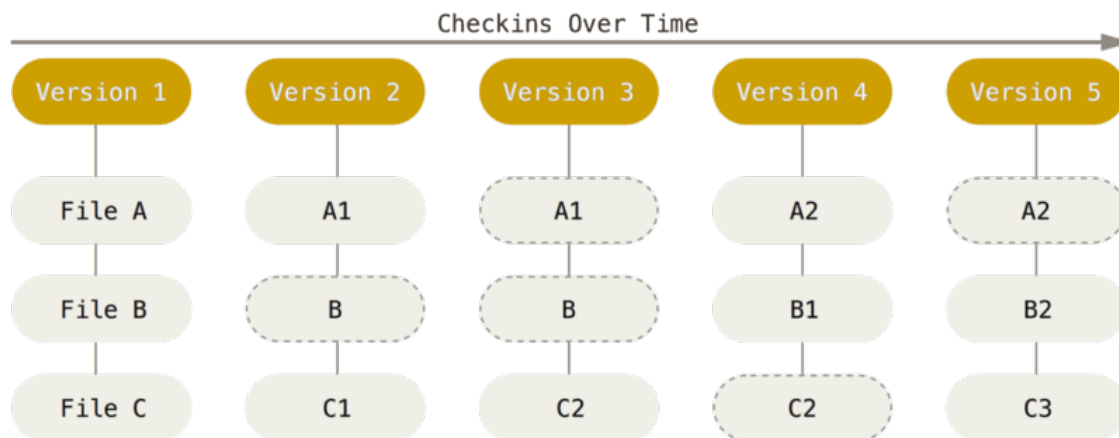 Checkins Over Time
Version 1 Version 2 Version 3 Version 4 Version 5
File A A1 A1 A2 A2
File B B B B1 B2
File C C1 C2 C2 C3